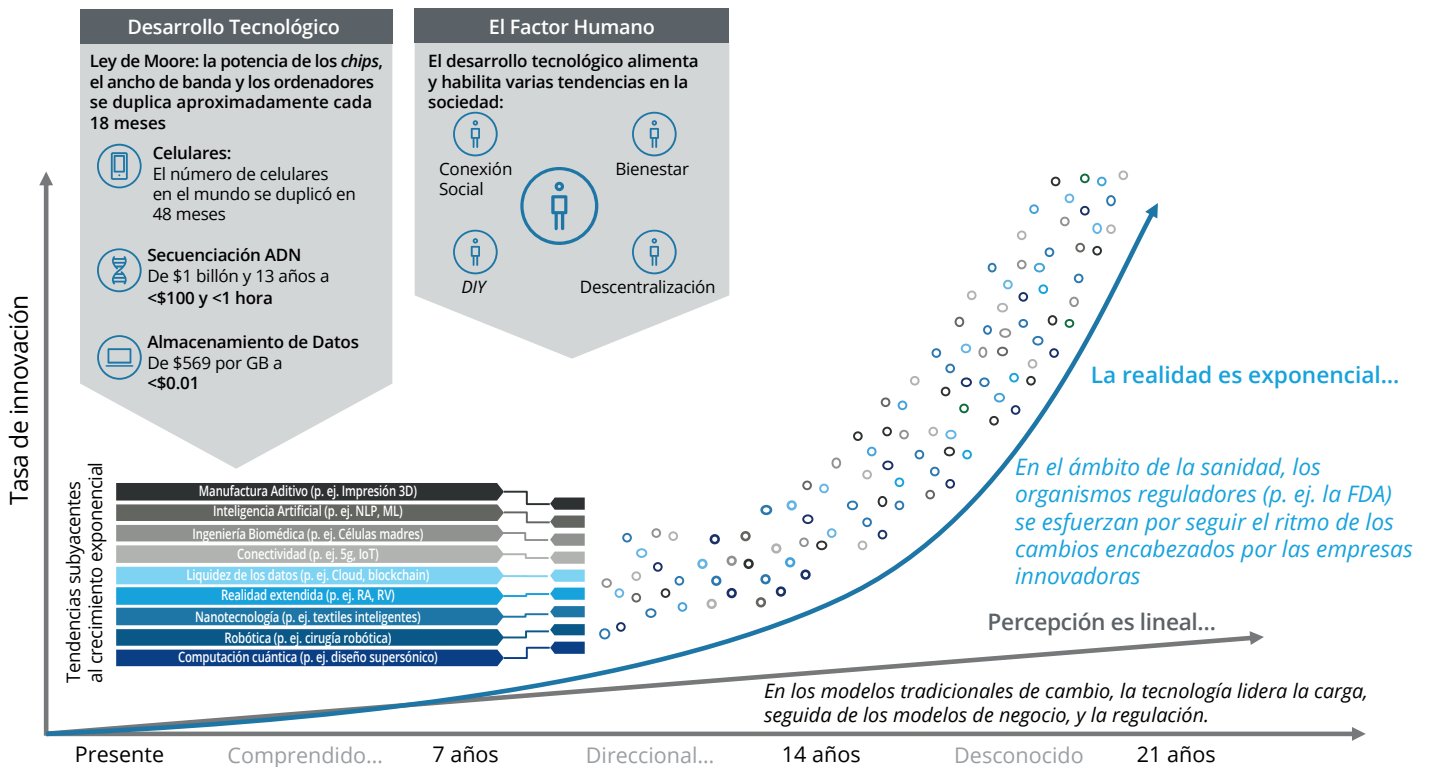 Desarrollo Tecnológico
Ley de Moore: la potencia de los chips,
el ancho de banda y los ordenadores
se duplica aproximadamente cada
18 meses
Celulares:
El número de celulares
en el mundo se duplicó en
48 meses
Secuenciación ADN
De $1 billón y 13 años a
<$100 y <1 hora
Almacenamiento de Datos
De $569 por GB a
<$0.01
El Factor Humano
El desarrollo tecnológico alimenta
y habilita varias tendencias en la
sociedad:
Conexión
Social
Bienestar
DIY
Descentralización
Tasa de innovación
Tendencias subyacentes
al crecimiento exponencial
Manufactura Aditivo (p. ej. Impresión 3D)
Inteligencia Artificial (p. ej. NLP, ML)
Ingeniería Biomédica (p. ej. Células madres)
Conectividad (p. ej. 5g, IoT)
Liquidez de los datos (p. ej. Cloud, blockchain)
Realidad extendida (p. ej. RA, RV)
Nanotecnología (p. ej. textiles inteligentes)
Robótica (p. ej. cirugía robótica)
Computación cuántica (p. ej. diseño supersónico)
La realidad es exponencial...
En el ámbito de la sanidad, los
organismos reguladores (p. ej. la FDA)
se esfuerzan por seguir el ritmo de los
cambios encabezados por las empresas
innovadoras
Percepción es lineal...
En los modelos tradicionales de cambio, la tecnología lidera la carga,
seguida de los modelos de negocio, y la regulación.
Presente
Comprendido...
7 años
Direccional...
14 años
Desconocido
21 años